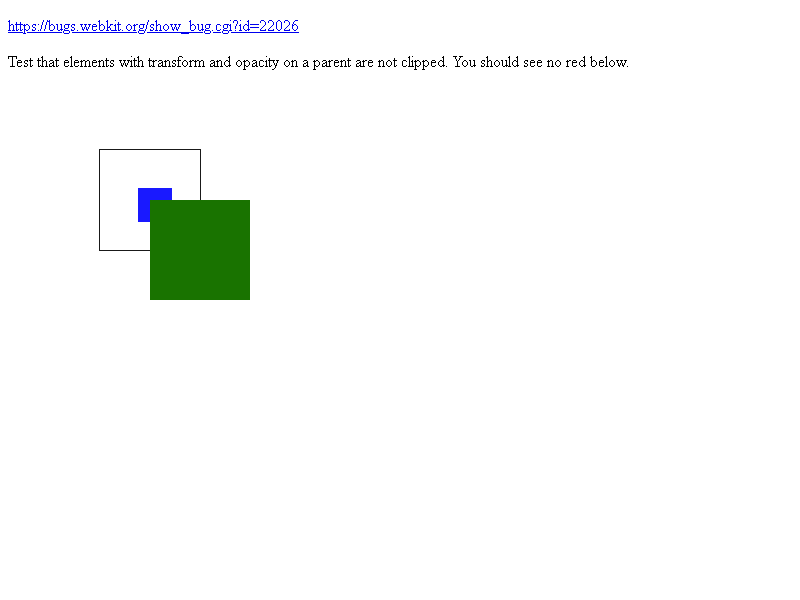 https://bugs.webkit.org/show_bug.cgi?id=22026
Test that elements with transform and opacity on a parent are not clipped. You should see no red below.